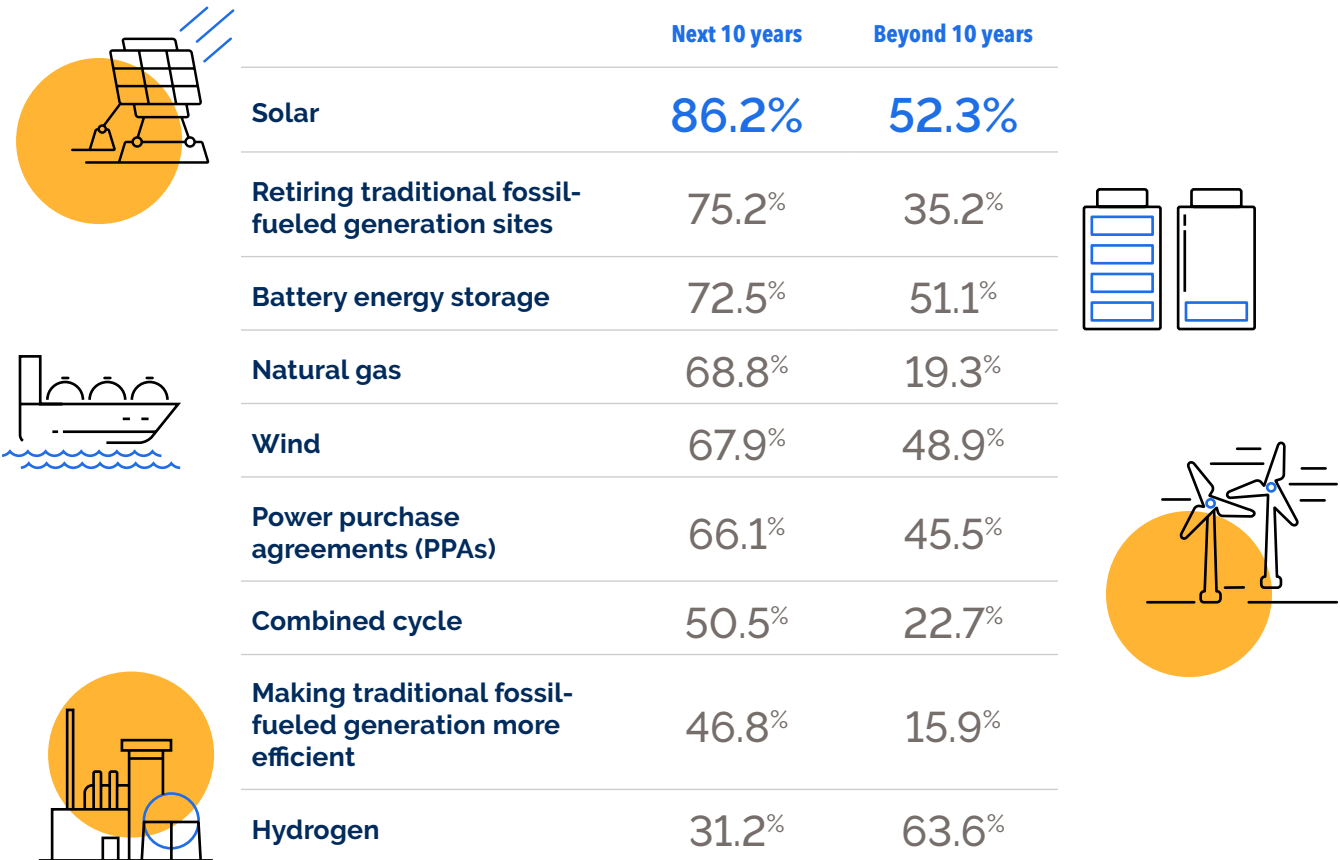 Next 10 years Beyond 10 years
Solar 86.2% 52.3%
Retiring traditional fossil-
fueled generation sites 75.2% 35.2%
Battery energy storage 72.5% 51.1%
Natural gas 68.8% 19.3%
Wind 67.9% 48.9%
Power purchase
agreements (PPAs) 66.1% 45.5%
Combined cycle 50.5% 22.7%
Making traditional fossil-
fueled generation more 46.8% 15.9%
efficient
Hydrogen 31.2% 63.6%